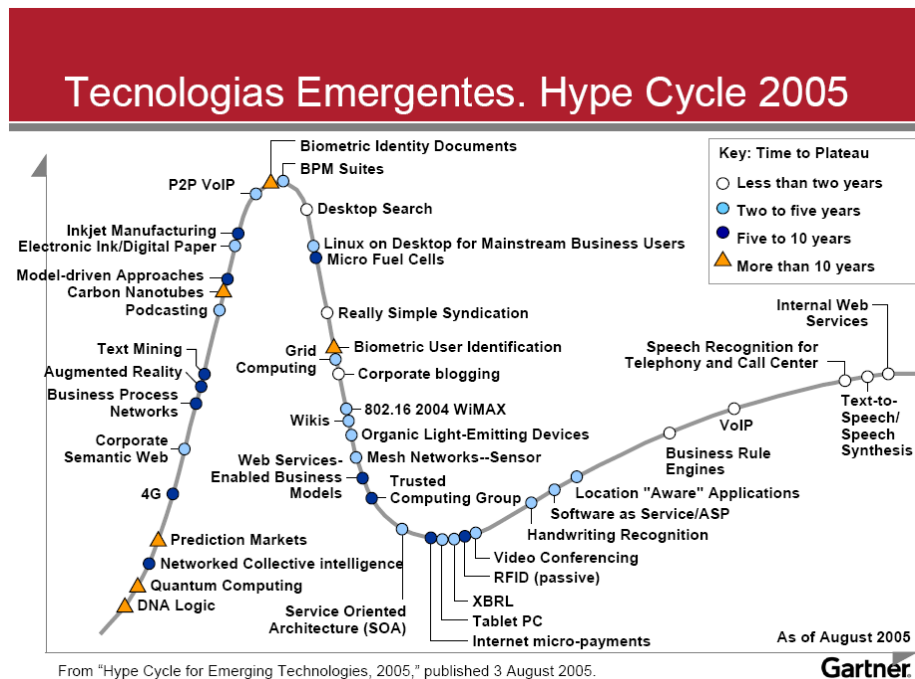 Tecnologias Emergentes. Hype Cycle 2005
Biometric Identity Documents
BPM Suites
P2P VoIP
Desktop Search
Inkjet Manufacturing
Electronic Ink/Digital Paper
Linux on Desktop for Mainstream Business Users
Micro Fuel Cells
Model-driven Approaches
Carbon Nanotubes
Podcasting
Really Simple Syndication
Text Mining
Augmented Reality
Business Process
Networks
Grid
Computing
Biometric User Identification
Corporate blogging
Wikis
802.16 2004 WiMAX
Organic Light-Emitting Devices
Mesh Networks--Sensor
Corporate
Semantic Web
Web Services-
Enabled Business
Models
Trusted
Computing Group
4G
Prediction Markets
Networked Collective intelligence
Quantum Computing
DNA Logic
Service Oriented
Architecture (SOA)
Internet micro-payments
Tablet PC
XBRL
RFID (passive)
Video Conferencing
Handwriting Recognition
Software as Service/ASP
Location "Aware" Applications
Business Rule
Engines
VoIP
Speech Recognition for
Telephony and Call Center
Text-to-
Speech/
Speech
Synthesis
Internal Web
Services
Key: Time to Plateau
Less than two years
Two to five years
Five to 10 years
More than 10 years
As of August 2005
From “Hype Cycle for Emerging Technologies, 2005,” published 3 August 2005.
Gartner